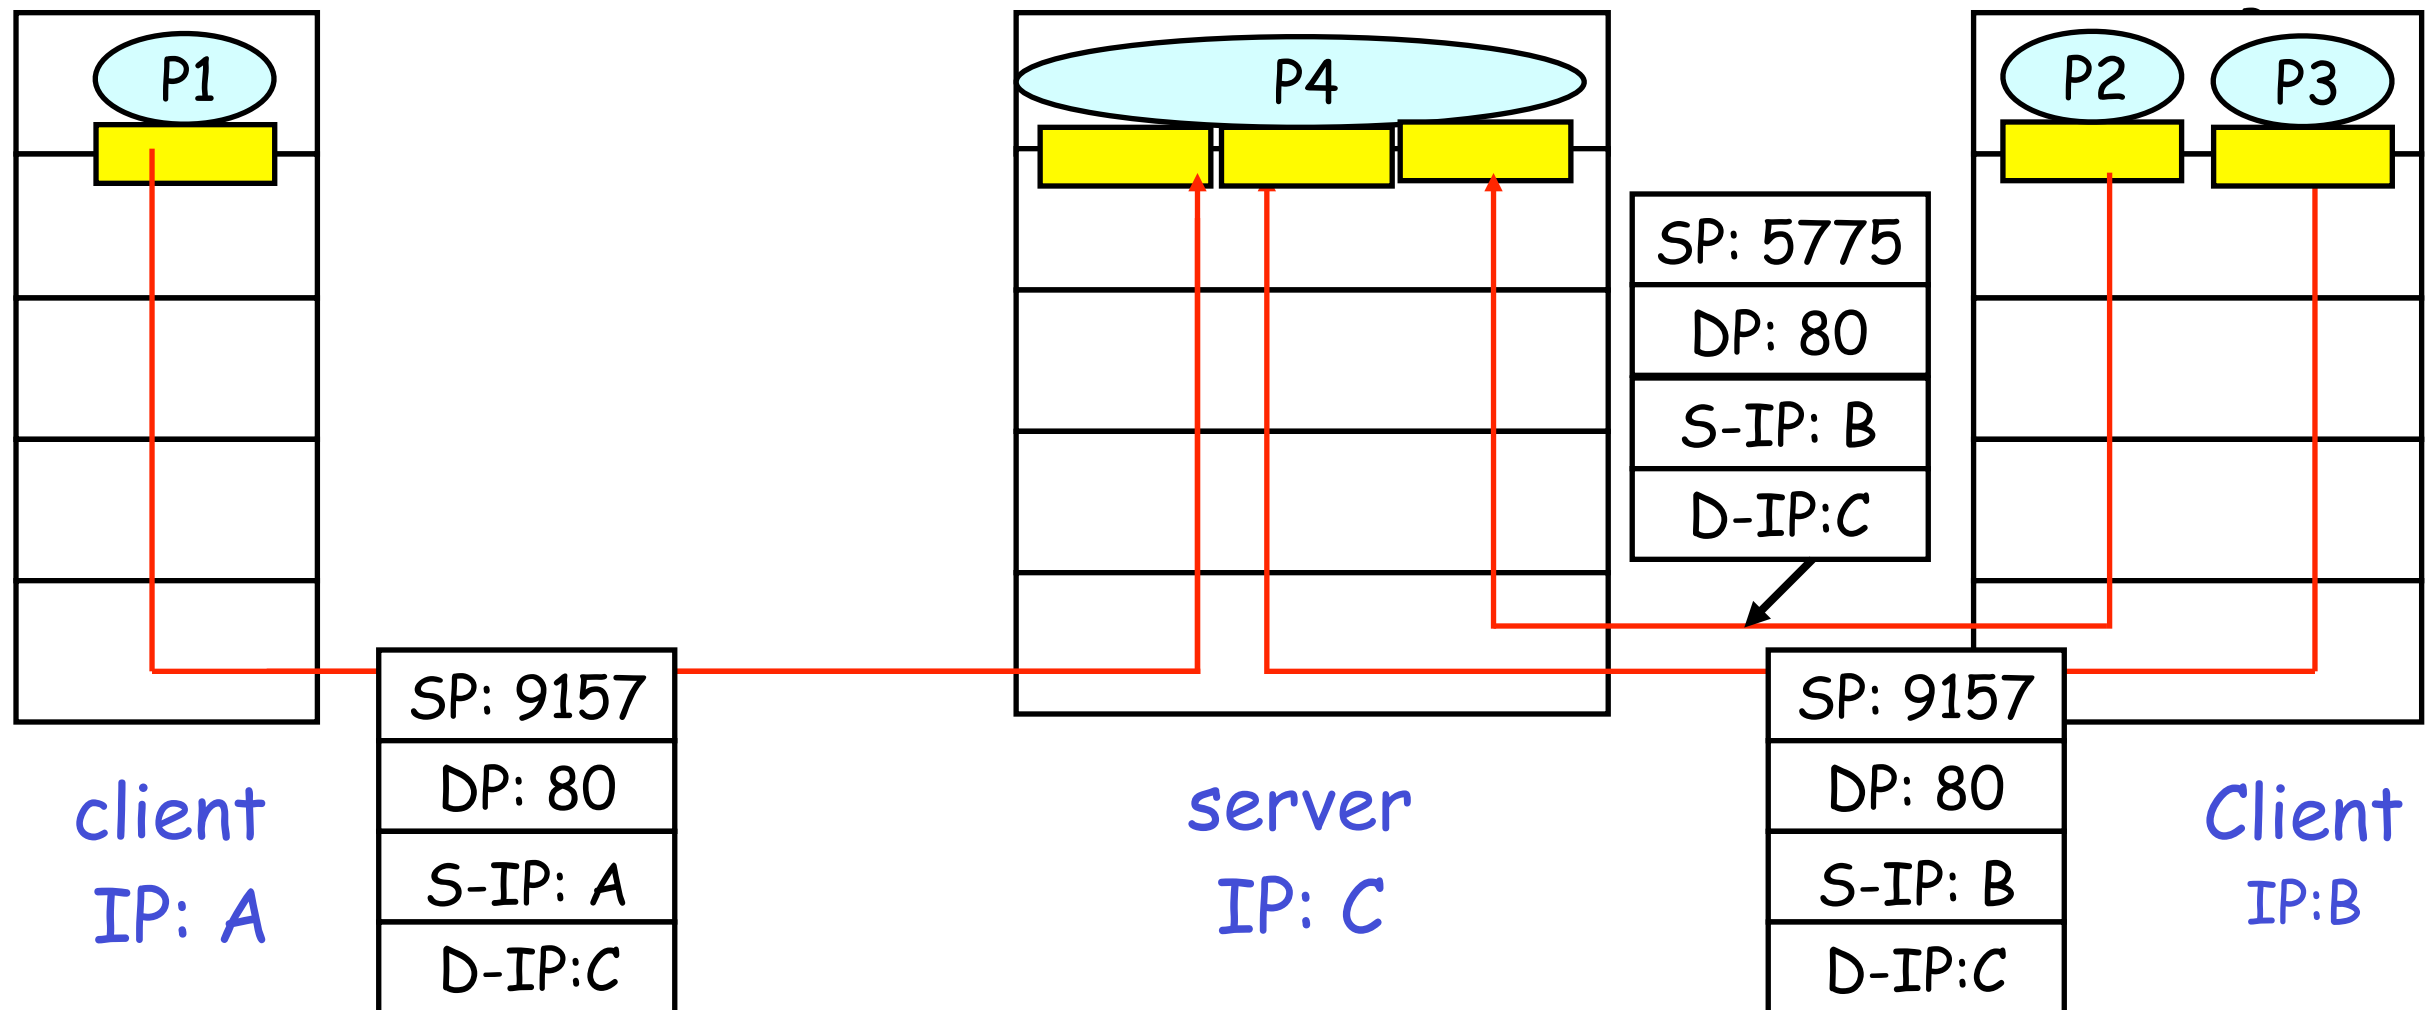 P1
P4
P2
P3
SP: 5775
DP: 80
S-IP: B
D-IP:C
SP: 9157
DP: 80
S-IP: A
D-IP:C
SP: 9157
DP: 80
S-IP: B
D-IP:C
client
IP: A
server
IP: C
Client
IP:B